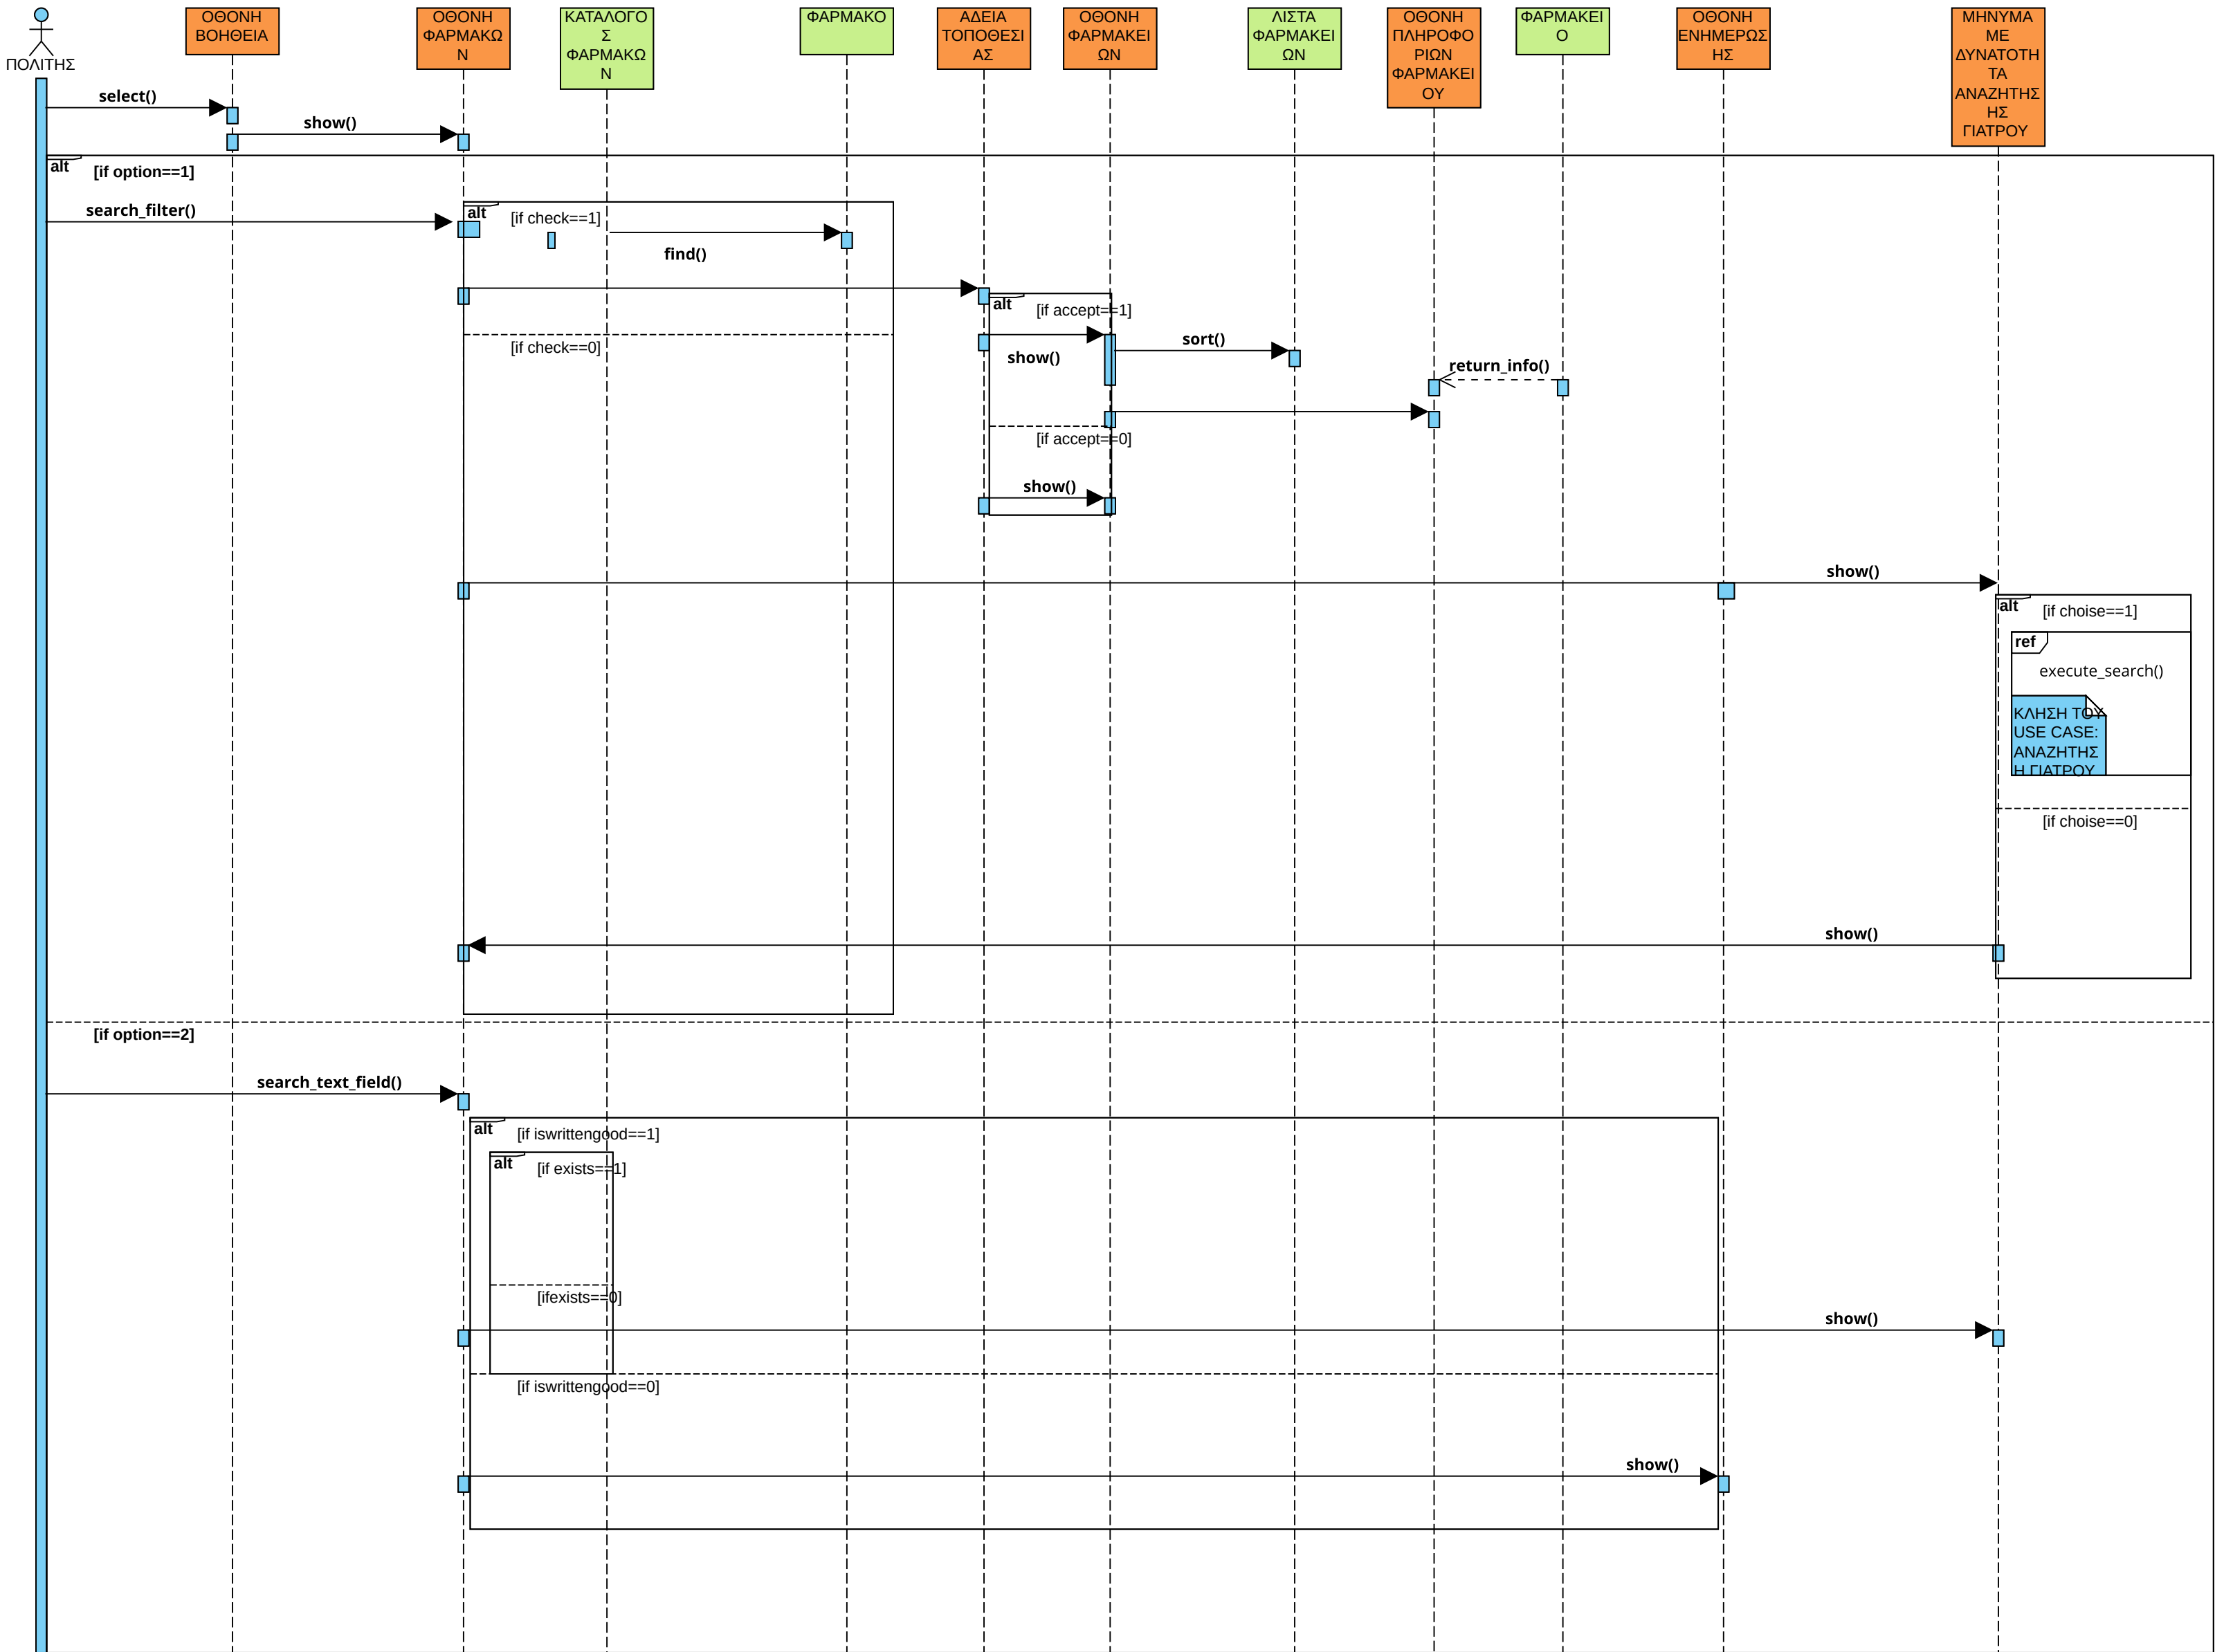 ΠΟΛΙΤΗΣ
ΟΘΟΝΗ
ΒΟΗΘΕΙΑ
ΟΘΟΝΗ
ΦΑΡΜΑΚΩ
Ν
ΚΑΤΑΛΟΓΟ
Σ
ΦΑΡΜΑΚΩ
Ν
ΦΑΡΜΑΚΟ
ΑΔΕΙΑ
ΤΟΠΟΘΕΣΙ
ΑΣ
ΟΘΟΝΗ
ΦΑΡΜΑΚΕΙ
ΩΝ
ΛΙΣΤΑ
ΦΑΡΜΑΚΕΙ
ΩΝ
ΟΘΟΝΗ
ΠΛΗΡΟΦΟ
ΡΙΩΝ
ΦΑΡΜΑΚΕΙ
ΟΥ
ΦΑΡΜΑΚΕΙ
Ο
ΟΘΟΝΗ
ΕΝΗΜΕΡΩΣ
ΗΣ
ΜΗΝΥΜΑ
ΜΕ
ΔΥΝΑΤΟΤΗ
ΤΑ
ΑΝΑΖΗΤΗΣ
ΗΣ
ΓΙΑΤΡΟΥ
select()
show()
alt
[if option==1]
search_filter()
alt
[if check==1]
find()
alt
[if accept==1]
[if check==0]
show()
sort()
return_info()
[if accept==0]
show()
show()
alt
[if choise==1]
ref
execute_search()
ΚΛΗΣΗ ΤΟΥ
USE CASE:
ΑΝΑΖΗΤΗΣ
Η ΓΙΑΤΡΟΥ
[if choise==0]
show()
[if option==2]
search_text_field()
alt
[if iswrittengood==1]
alt
[if exists==1]
[ifexists==0]
show()
[if iswrittengood==0]
show()